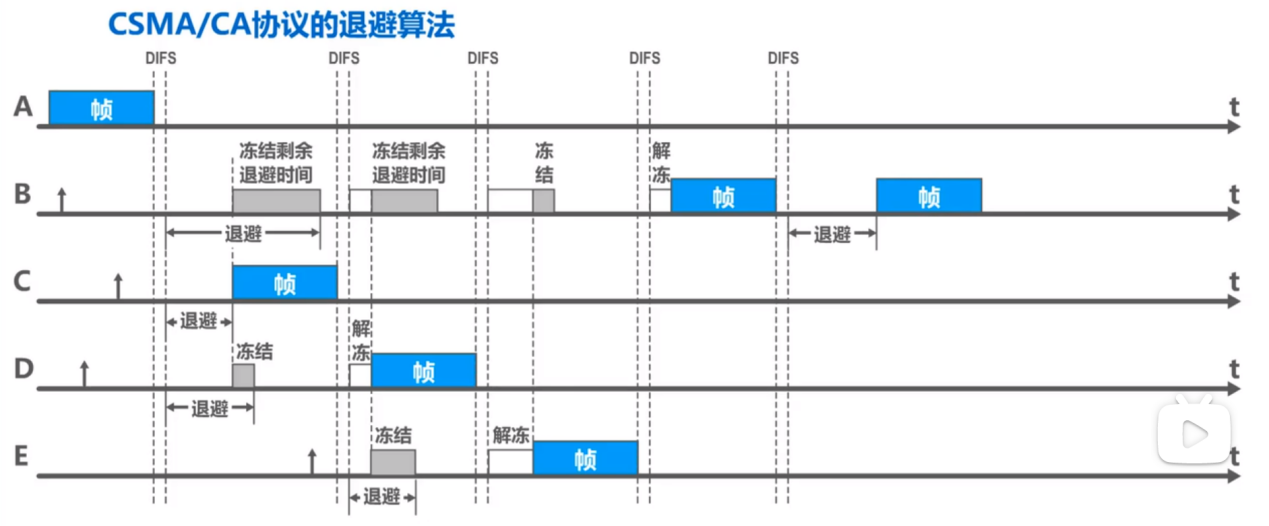 CSMA/CA协议的退避算法
DIFS DIFS DIFS DIFS DIFS
A 帧 t
冻结剩余 冻结剩余 冻 解
退避时间 退避时间 结 冻
B 帧 帧 t
退避 退避
C 帧 t
退避 解
冻结 冻
D 帧 t
退避
冻结 解冻
E 帧 t
退避